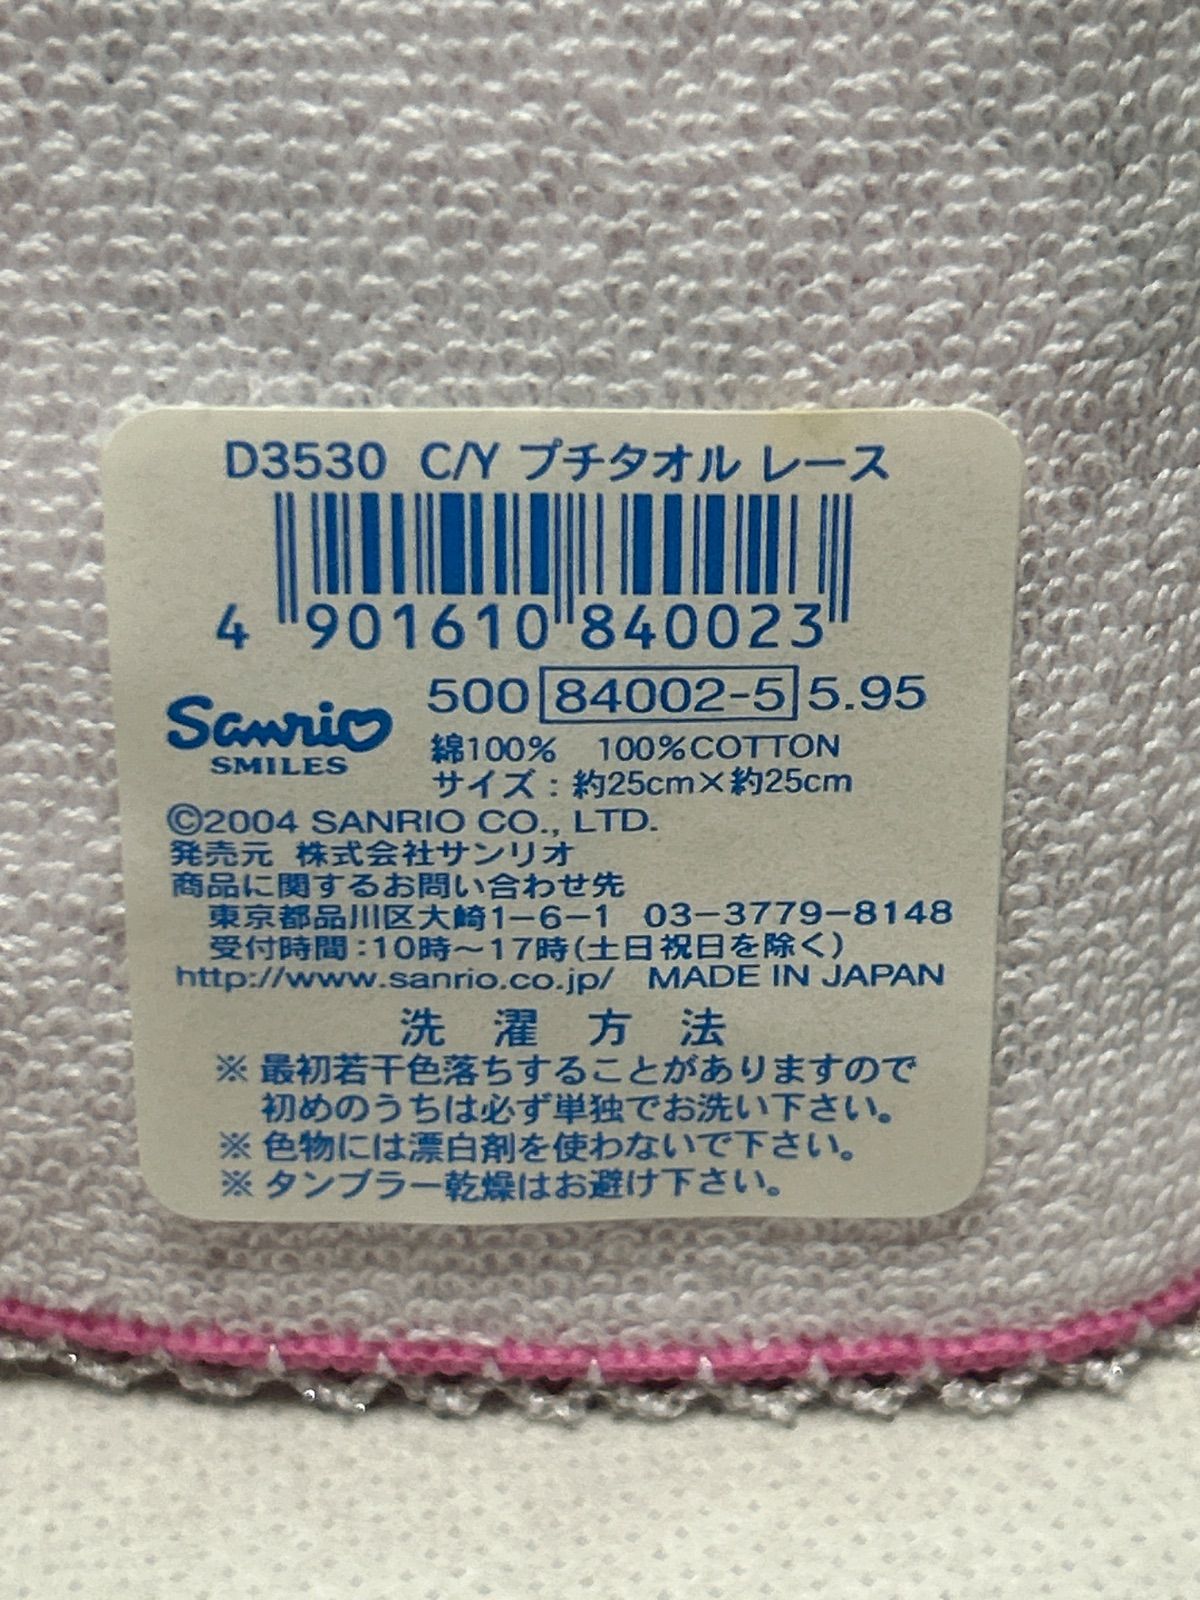 D3530 C/Y プチタオル レース
4 901610 840023
500 84002-5 5.95
Sanrio
SMILES
綿100% 100%COTTON
サイズ：約25cm×約25cm
©2004 SANRIO CO., LTD.
発売元 株式会社サンリオ
商品に関するお問い合わせ先
東京都品川区大崎1-6-1 03-3779-8148
受付時間：10時～17時(土日祝日を除く)
http://www.sanrio.co.jp/ MADE IN JAPAN
洗濯方法
※ 最初若干色落ちすることがありますので
初めのうちは必ず単独でお洗い下さい。
※ 色物には漂白剤を使わないで下さい。
※ タンブラー乾燥はお避け下さい。